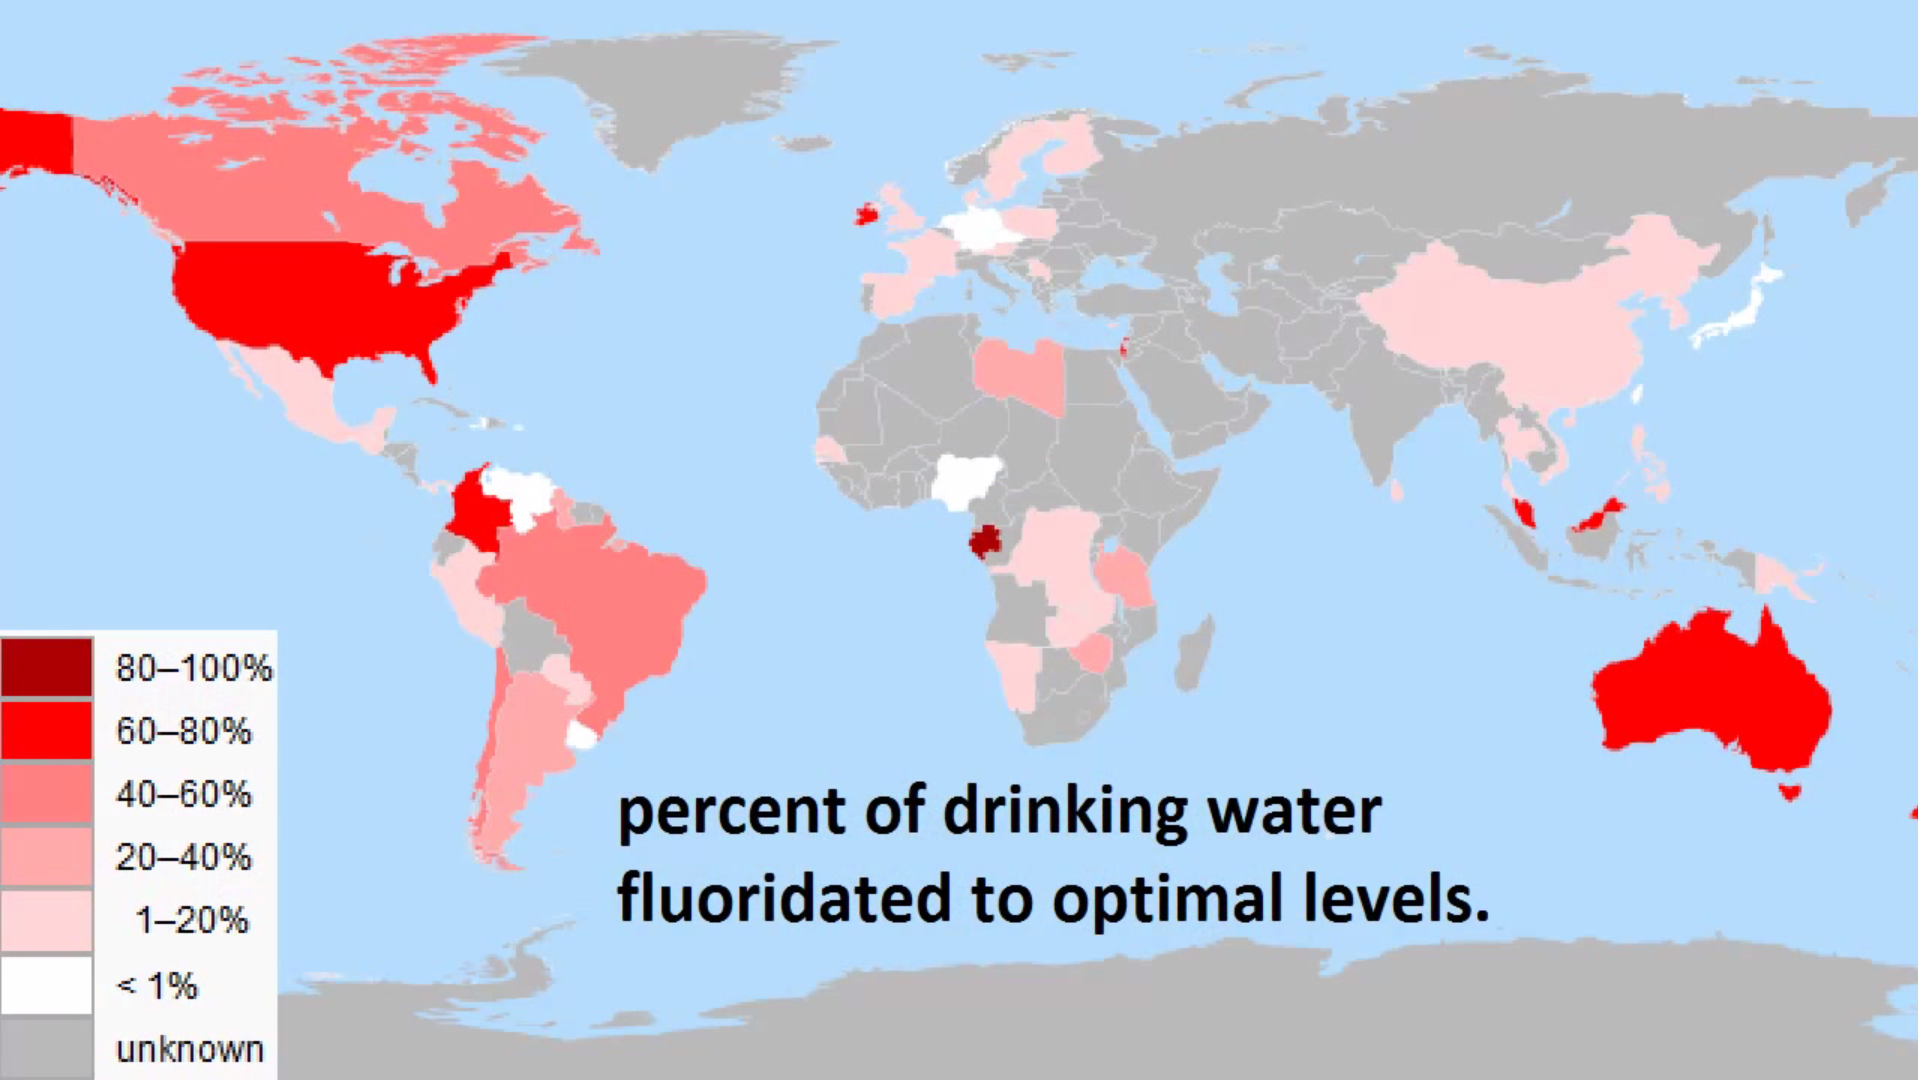 80–100%
60–80%
40–60%
20–40%
1–20%
< 1%
unknown
percent of drinking water
fluoridated to optimal levels.